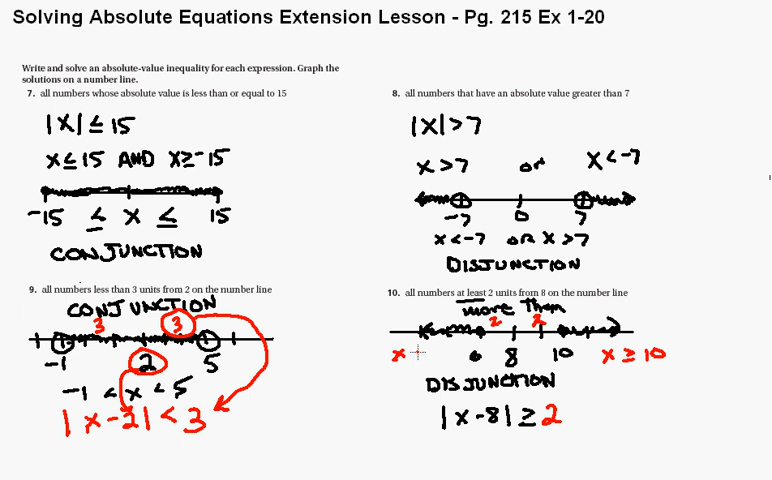 Solving Absolute Equations Extension Lesson - Pg. 215 Ex 1-20
Write and solve an absolute-value inequality for each expression. Graph the
solutions on a number line.
7. all numbers whose absolute value is less than or equal to 15
|X| ≤ 15
X ≤ 15 AND X ≥ -15
-15 ≤ X ≤ 15
CONJUNCTION
8. all numbers that have an absolute value greater than 7
|X| > 7
X > 7 or X < -7
-7 0 7
X < -7 OR X > 7
DISJUNCTION
9. all numbers less than 3 units from 2 on the number line
CONJUNCTION
3 3
-1 2 5
-1 < X < 5
| X - 2 | < 3
10. all numbers at least 2 units from 8 on the number line
more than
2 2
x 6 8 10 X ≥ 10
DISJUNCTION
| X - 8 | ≥ 2